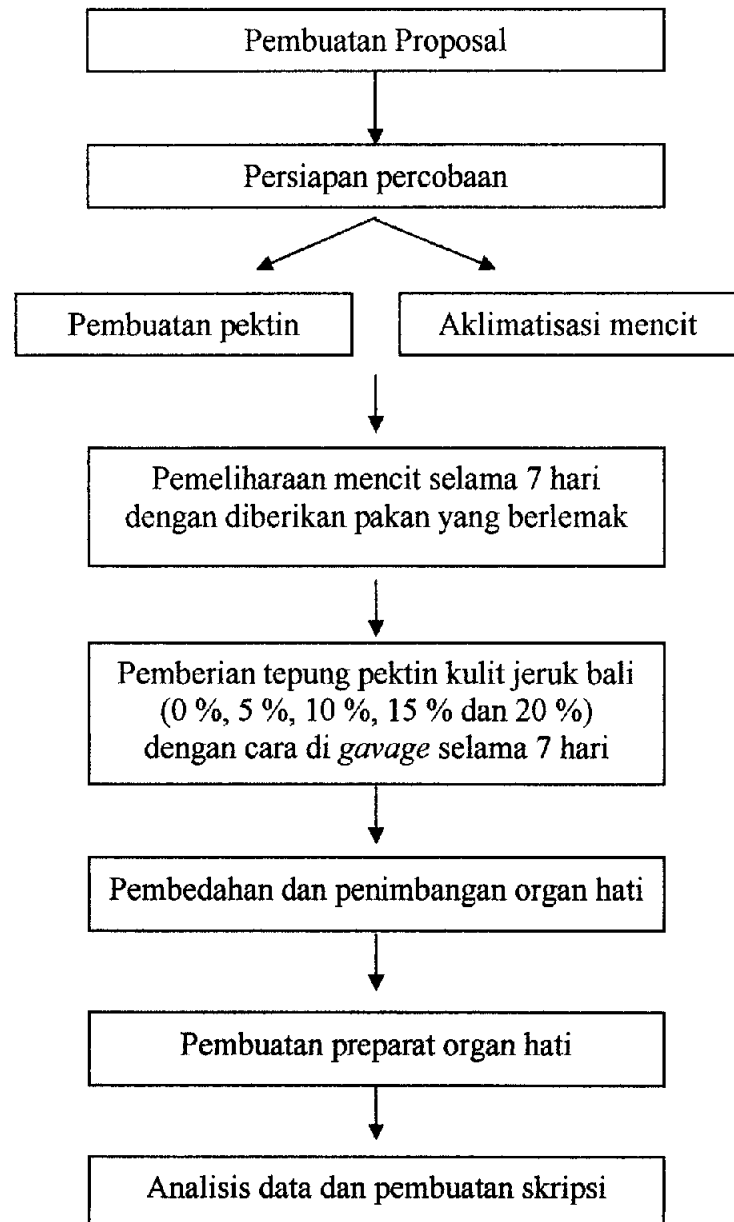 Pembuatan Proposal
Persiapan percobaan
Pembuatan pektin
Aklimatisasi mencit
Pemeliharaan mencit selama 7 hari
dengan diberikan pakan yang berlemak
Pemberian tepung pektin kulit jeruk bali
(0 %, 5 %, 10 %, 15 % dan 20 %)
dengan cara di gavage selama 7 hari
Pembedahan dan penimbangan organ hati
Pembuatan preparat organ hati
Analisis data dan pembuatan skripsi